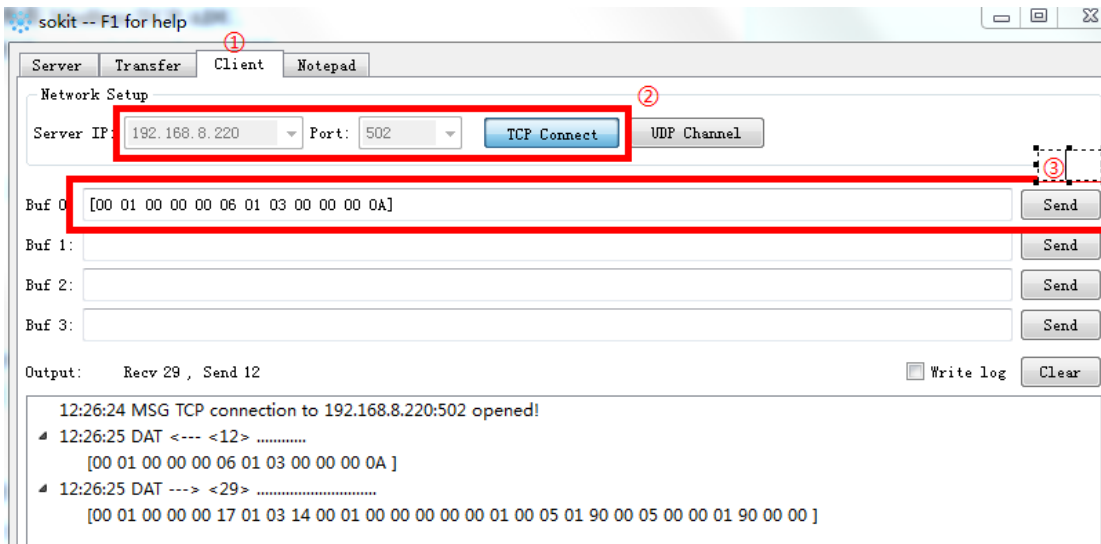 sokit -- F1 for help
①
Server Transfer Client Notepad
Network Setup
②
Server IP: 192.168.8.220 Port: 502 TCP Connect UDP Channel
③
Buf 0 [00 01 00 00 00 06 01 03 00 00 00 0A] Send
Buf 1: Send
Buf 2: Send
Buf 3: Send
Output: Recv 29 , Send 12 Write log Clear
12:26:24 MSG TCP connection to 192.168.8.220:502 opened!
12:26:25 DAT <--- <12> ............
[00 01 00 00 00 06 01 03 00 00 00 0A ]
12:26:25 DAT ---> <29> .............................
[00 01 00 00 00 17 01 03 14 00 01 00 00 00 00 00 01 00 05 01 90 00 05 00 00 01 90 00 00 ]